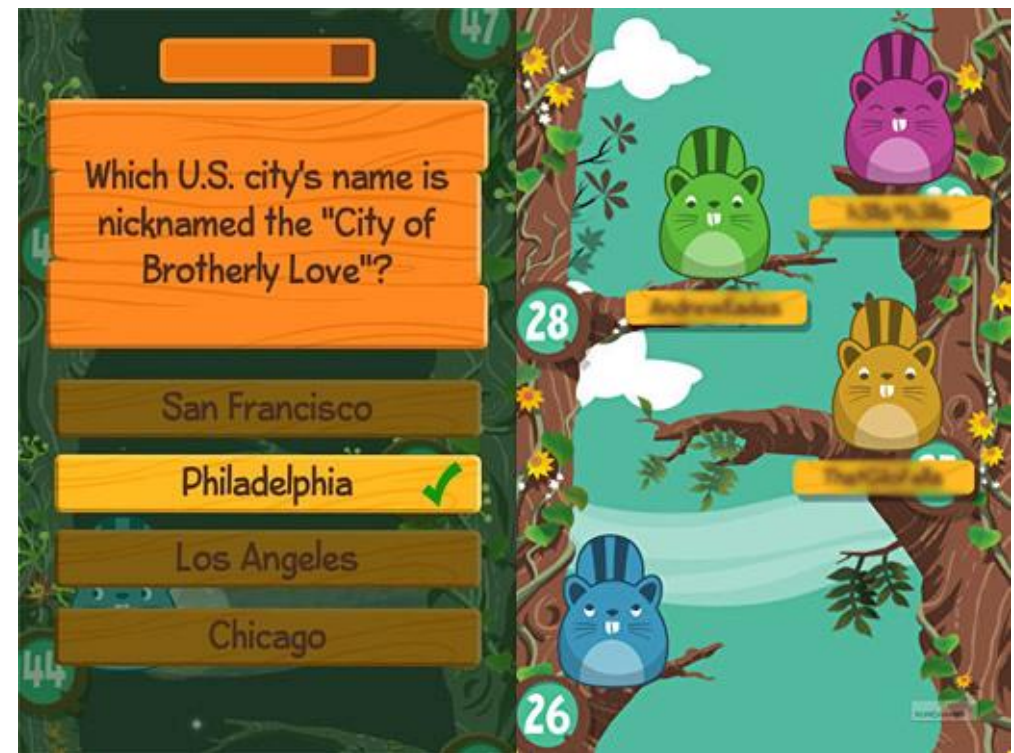 47
Which U.S. city's name is
nicknamed the "City of
Brotherly Love"?
San Francisco
Philadelphia
Los Angeles
Chicago
44
28
26